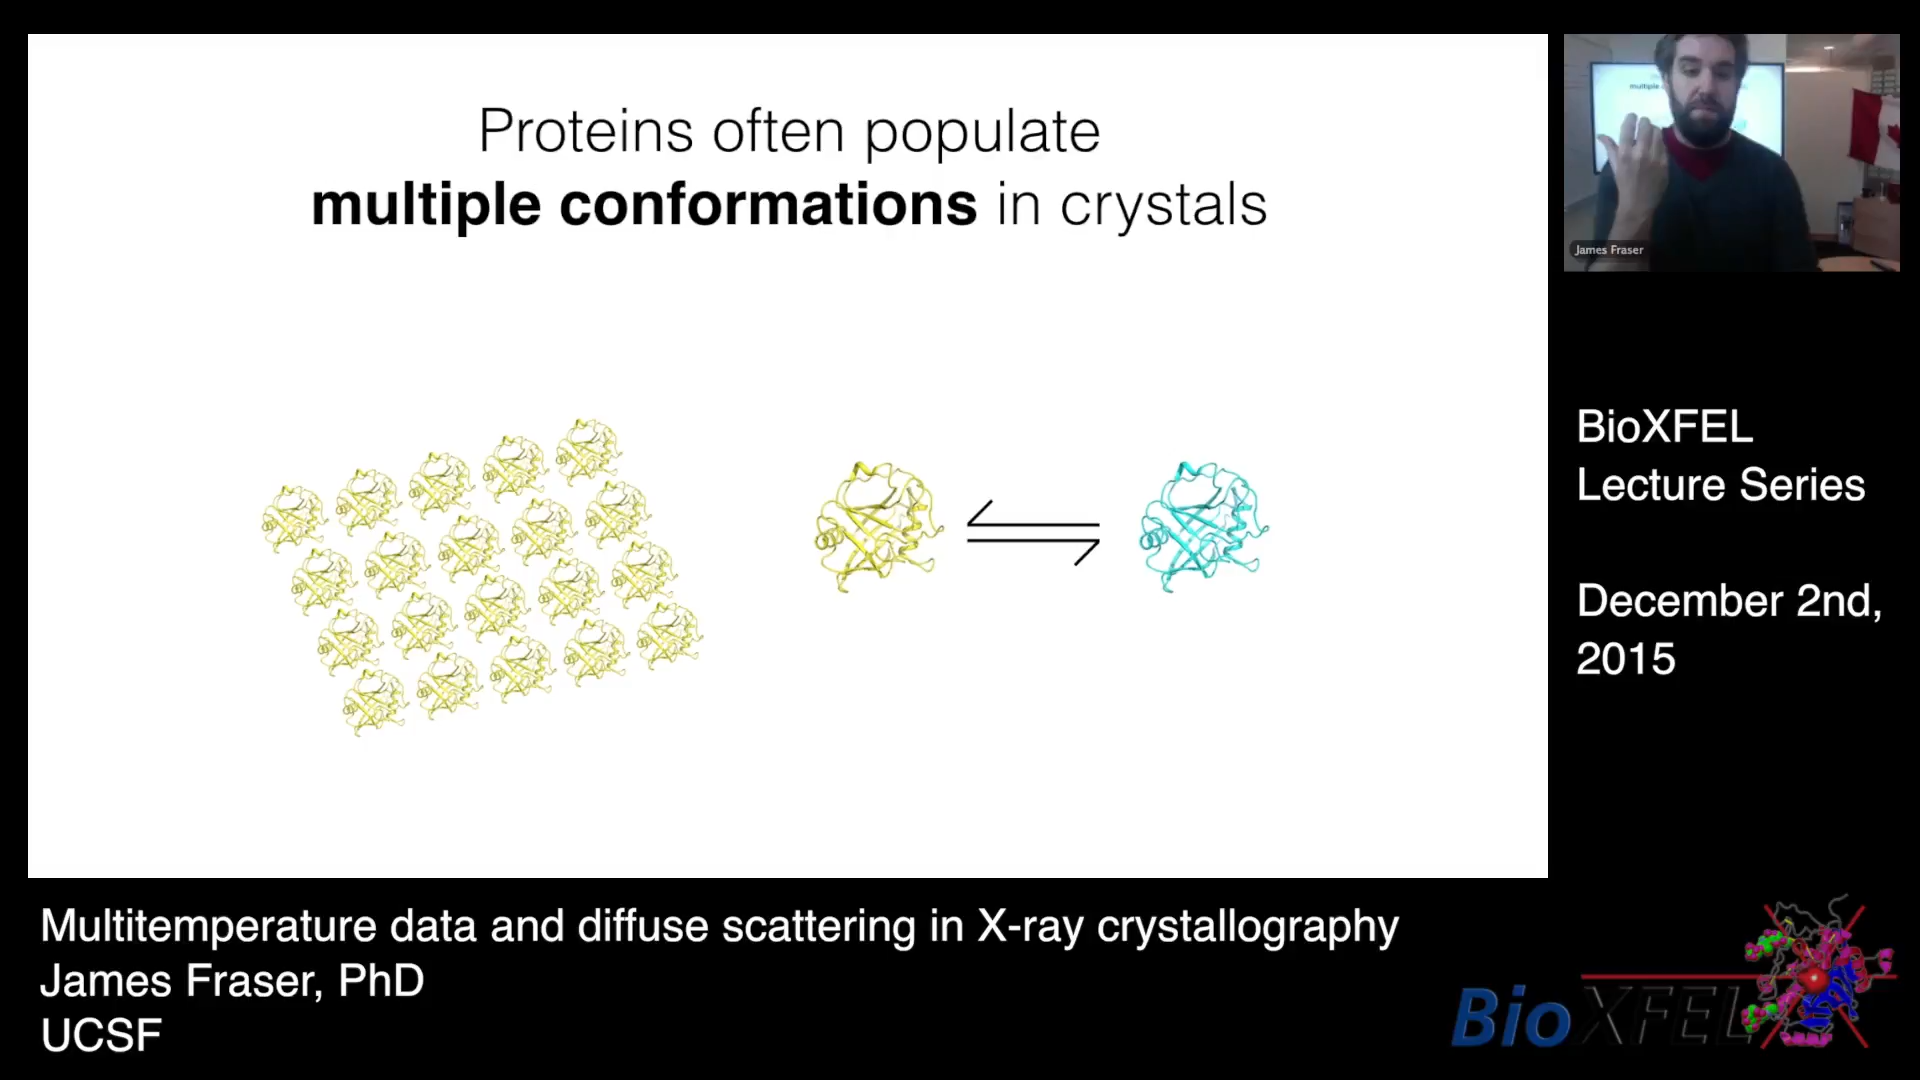 Proteins often populate
multiple conformations in crystals
multiple
James Fraser
BioXFEL
Lecture Series
December 2nd,
2015
Multitemperature data and diffuse scattering in X-ray crystallography
James Fraser, PhD
UCSF
BioXFEL